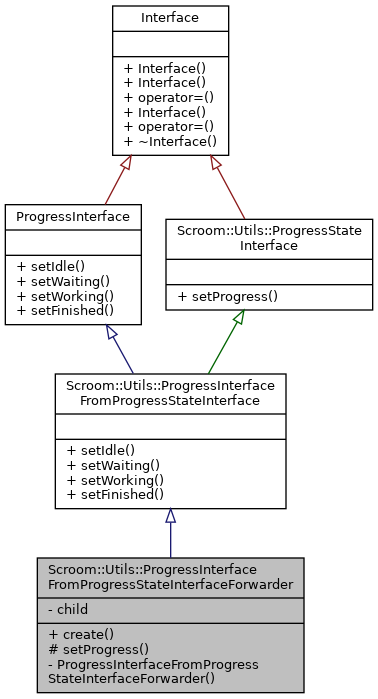 Interface
+ Interface()
+ Interface()
+ operator=()
+ Interface()
+ operator=()
+ ~Interface()
ProgressInterface
+ setIdle()
+ setWaiting()
+ setWorking()
+ setFinished()
Scroom::Utils::ProgressState
Interface
+ setProgress()
Scroom::Utils::ProgressInterface
FromProgressStateInterface
+ setIdle()
+ setWaiting()
+ setWorking()
+ setFinished()
Scroom::Utils::ProgressInterface
FromProgressStateInterfaceForwarder
- child
+ create()
# setProgress()
- ProgressInterfaceFromProgress
StateInterfaceForwarder()